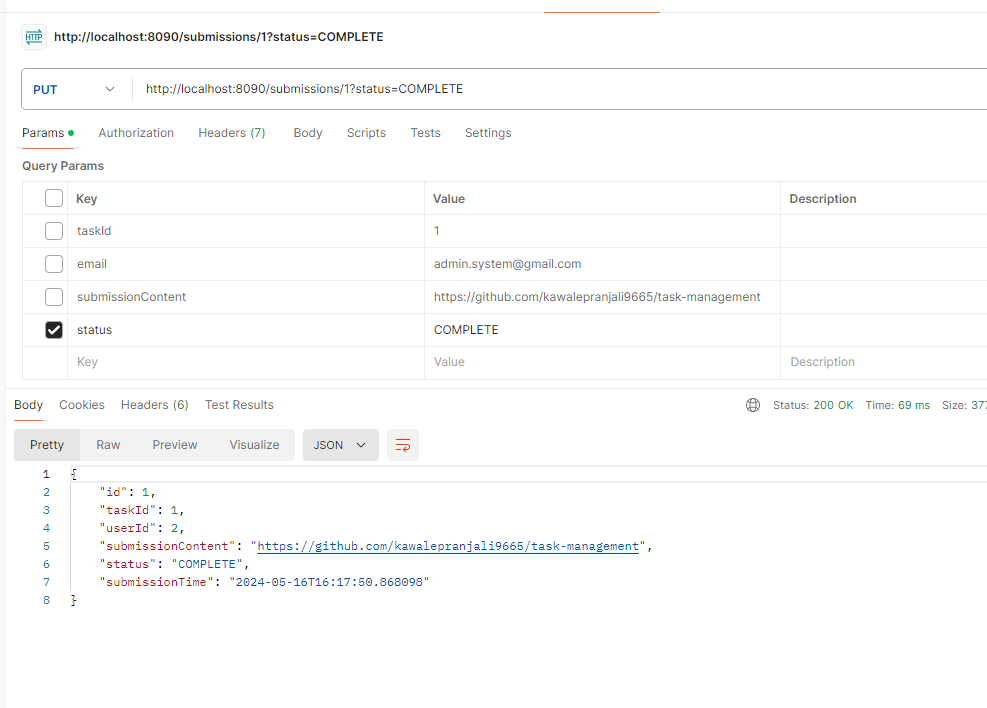 HTTP http://localhost:8090/submissions/1?status=COMPLETE
PUT http://localhost:8090/submissions/1?status=COMPLETE
Params Authorization Headers (7) Body Scripts Tests Settings
Query Params
Key Value Description
taskId 1
email admin.system@gmail.com
submissionContent https://github.com/kawalepranjali9665/task-management
status COMPLETE
Key Value Description
Body Cookies Headers (6) Test Results Status: 200 OK Time: 69 ms Size: 377
Pretty Raw Preview Visualize JSON
1 {
2 "id": 1,
3 "taskId": 1,
4 "userId": 2,
5 "submissionContent": "https://github.com/kawalepranjali9665/task-management",
6 "status": "COMPLETE",
7 "submissionTime": "2024-05-16T16:17:50.868098"
8 }